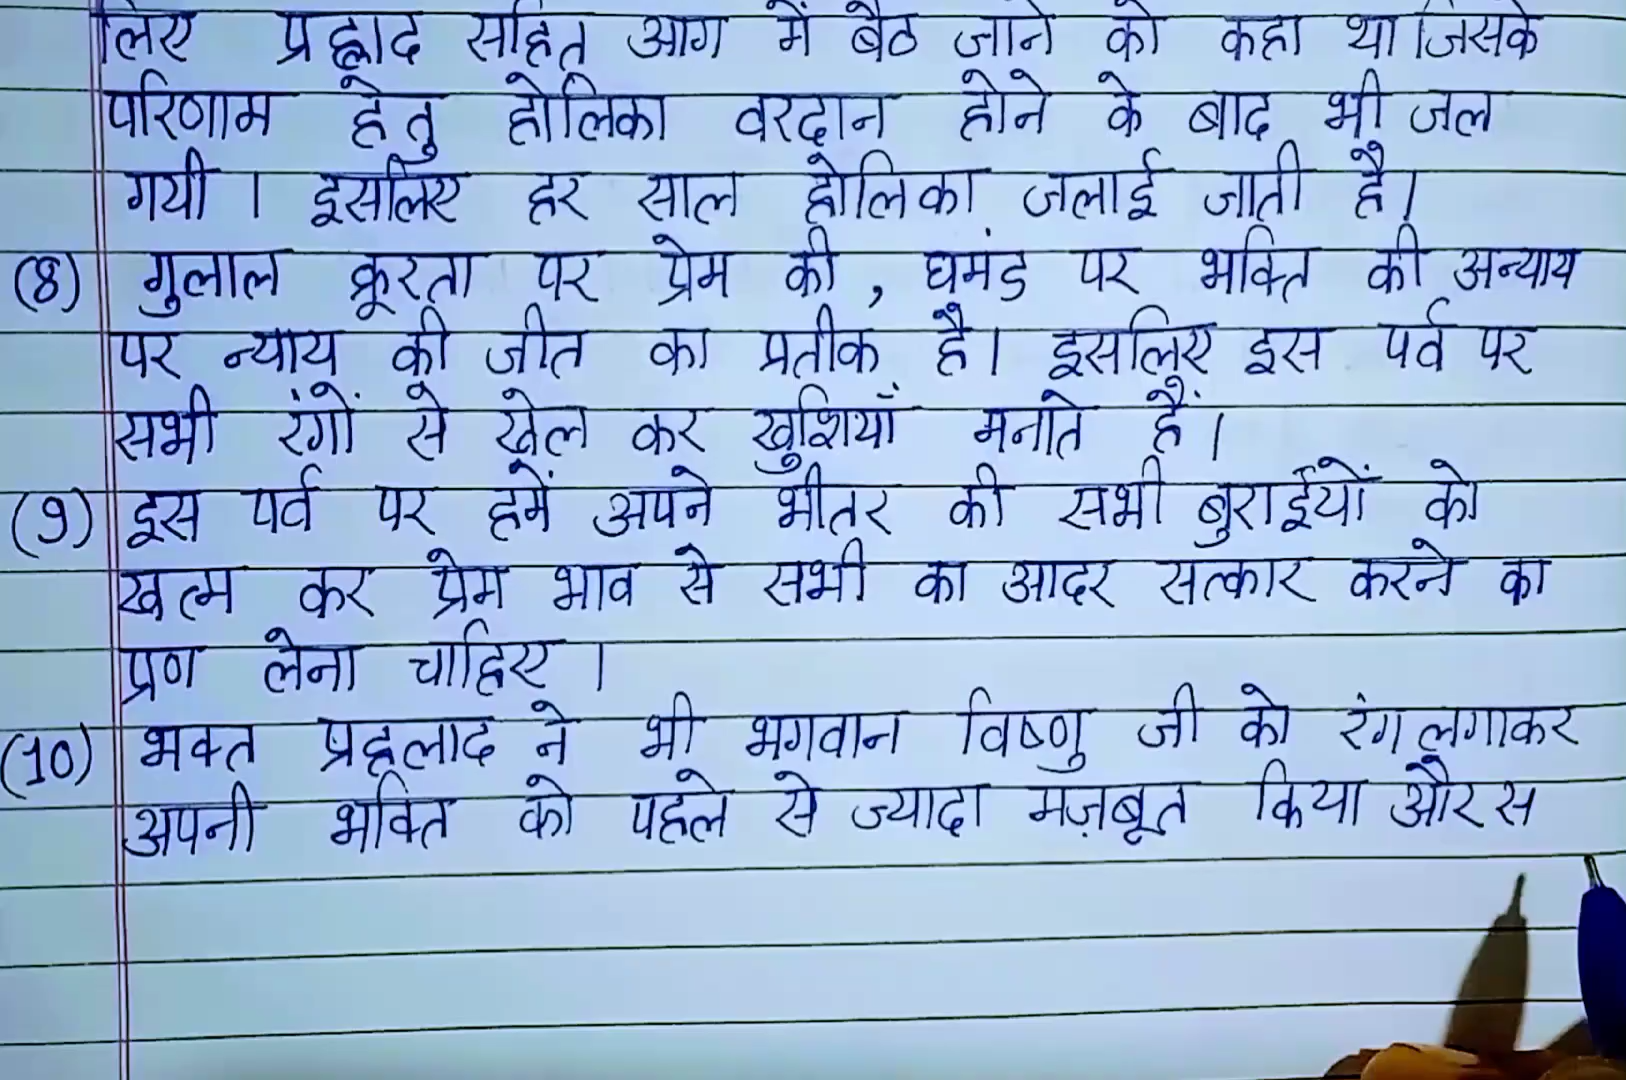 लिए प्रह्लाद सहित आग में बैठ जाने को कहा था।जिसके
परिणाम हेतु होलिका वरदान होने के बाद भी जल
गयी । इसलिए हर साल होलिका जलाई जाती है।
(8) गुलाल क्रूरता पर प्रेम की , घमंड पर भक्ति की अन्याय
पर न्याय की जीत का प्रतीक है। इसलिए इस पर्व पर
सभी रंगों से खेल कर खुशियाँ मनाते हैं।
(9) इस पर्व पर हमें अपने भीतर की सभी बुराईयों को
खत्म कर प्रेम भाव से सभी का आदर सत्कार करने का
प्रण लेना चाहिए ।
(10) भक्त प्रह्लाद ने भी भगवान विष्णु जी को रंग लगाकर
अपनी भक्ति को पहले से ज्यादा मज़बूत किया और स